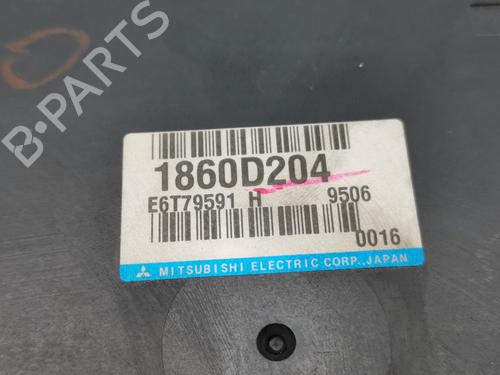 B-PARTS
1860D204
E6T79591 H 9506
0016
MITSUBISHI ELECTRIC CORP., JAPAN